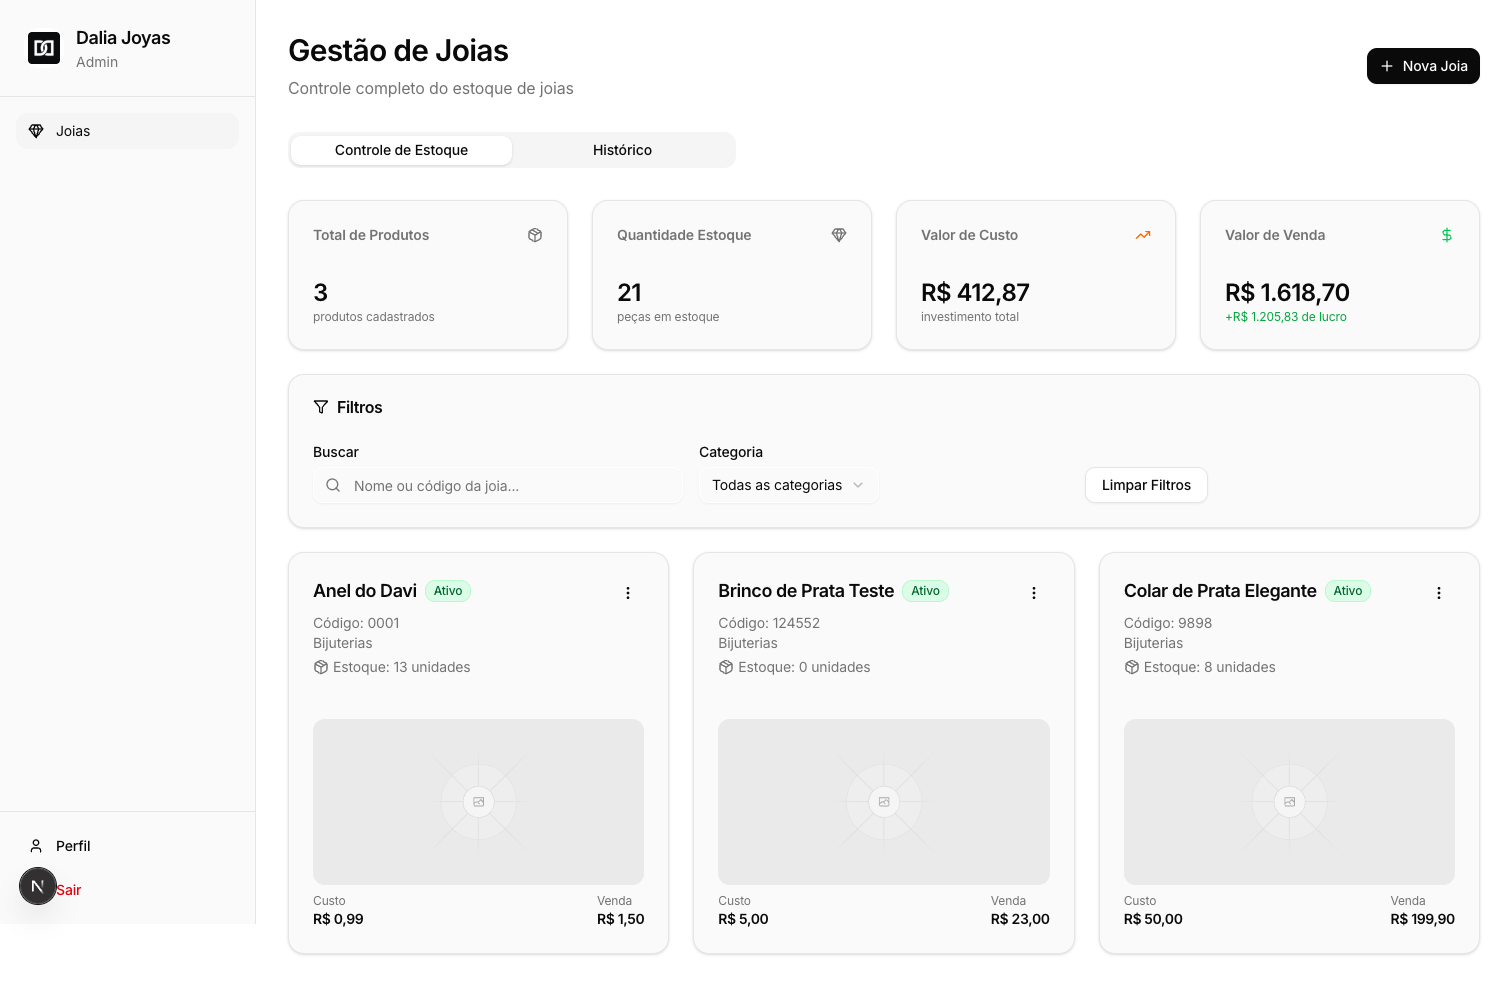 Dalia Joyas
Admin
Joias
Perfil
N
Sair
Gestão de Joias
Controle completo do estoque de joias
Nova Joia
Controle de Estoque
Histórico
Total de Produtos
3
produtos cadastrados
Quantidade Estoque
21
peças em estoque
Valor de Custo
R$ 412,87
investimento total
Valor de Venda
R$ 1.618,70
+R$ 1.205,83 de lucro
Filtros
Buscar
Nome ou código da joia...
Categoria
Todas as categorias
Limpar Filtros
Anel do Davi Ativo
Código: 0001
Bijuterias
Estoque: 13 unidades
Custo Venda
R$ 0,99 R$ 1,50
Brinco de Prata Teste Ativo
Código: 124552
Bijuterias
Estoque: 0 unidades
Custo Venda
R$ 5,00 R$ 23,00
Colar de Prata Elegante Ativo
Código: 9898
Bijuterias
Estoque: 8 unidades
Custo Venda
R$ 50,00 R$ 199,90